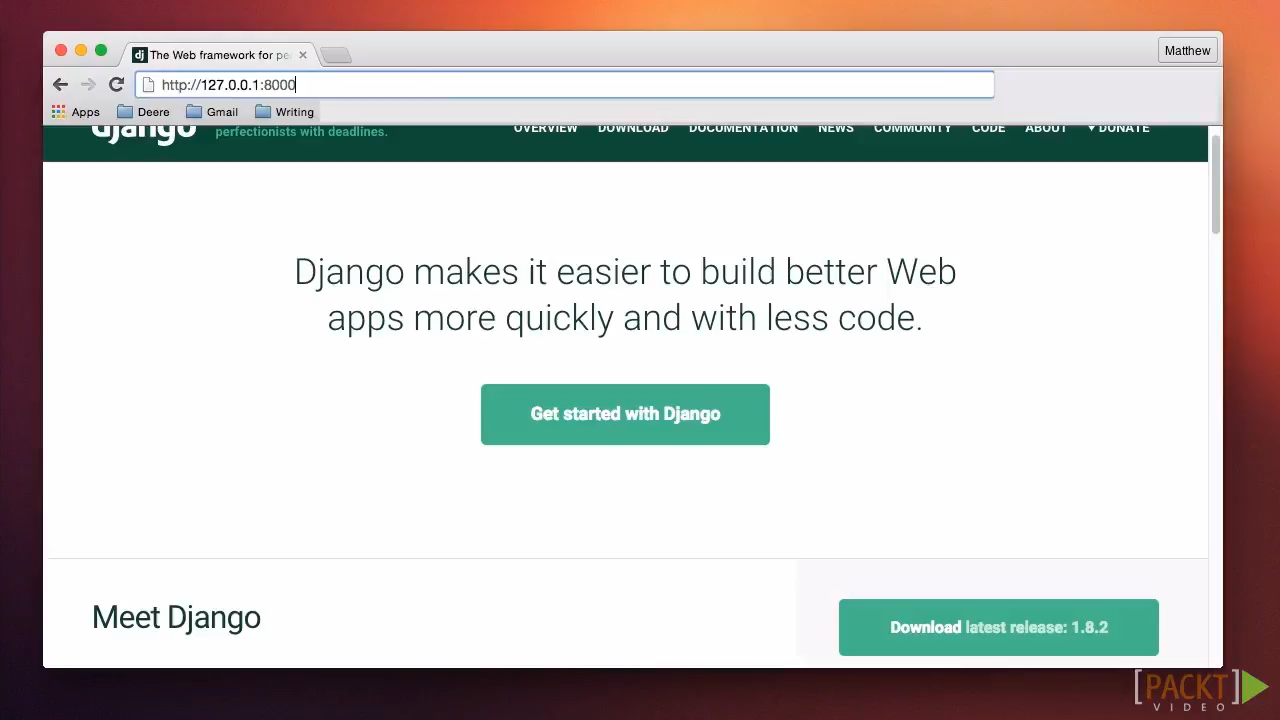 dj The Web framework for pe
Matthew
http://127.0.0.1:8000
Apps Deere Gmail Writing
django perfectionists with deadlines. OVERVIEW DOWNLOAD DOCUMENTATION NEWS COMMUNITY CODE ABOUT ♥ DONATE
Django makes it easier to build better Web
apps more quickly and with less code.
Get started with Django
Meet Django
Download latest release: 1.8.2
[PACKT]
VIDEO